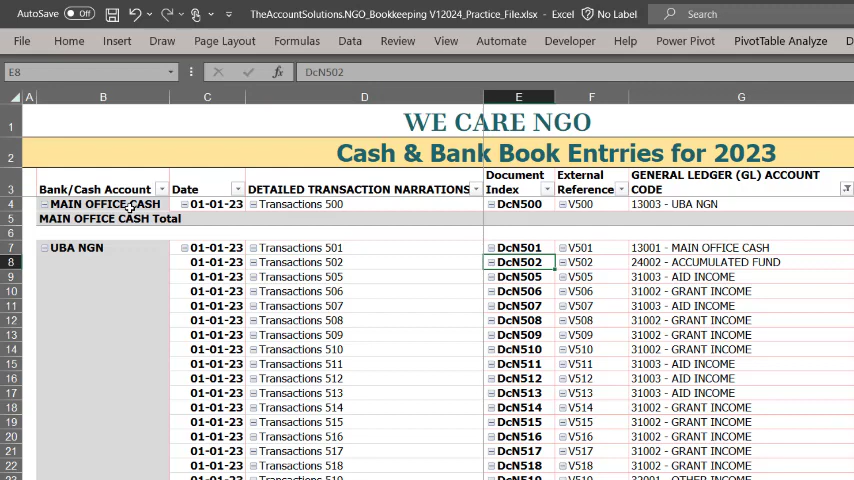 AutoSave Off TheAccountSolutions.NGO_Bookkeeping V12024_Practice_File.xlsx - Excel No Label Search
File Home Insert Draw Page Layout Formulas Data Review View Automate Developer Help Power Pivot PivotTable Analyze D
E8 fx DcN502
A B C D E F G
1 WE CARE NGO
2 Cash & Bank Book Entrries for 2023
3 Bank/Cash Account Date DETAILED TRANSACTION NARRATIONS Document Index External Reference GENERAL LEDGER (GL) ACCOUNT CODE
4 MAIN OFFICE CASH 01-01-23 Transactions 500 DcN500 V500 13003 - UBA NGN
5 MAIN OFFICE CASH Total
6
7 UBA NGN 01-01-23 Transactions 501 DcN501 V501 13001 - MAIN OFFICE CASH
8 01-01-23 Transactions 502 DcN502 V502 24002 - ACCUMULATED FUND
9 01-01-23 Transactions 505 DcN505 V505 31003 - AID INCOME
10 01-01-23 Transactions 506 DcN506 V506 31002 - GRANT INCOME
11 01-01-23 Transactions 507 DcN507 V507 31003 - AID INCOME
12 01-01-23 Transactions 508 DcN508 V508 31002 - GRANT INCOME
13 01-01-23 Transactions 509 DcN509 V509 31002 - GRANT INCOME
14 01-01-23 Transactions 510 DcN510 V510 31002 - GRANT INCOME
15 01-01-23 Transactions 511 DcN511 V511 31003 - AID INCOME
16 01-01-23 Transactions 512 DcN512 V512 31003 - AID INCOME
17 01-01-23 Transactions 513 DcN513 V513 31003 - AID INCOME
18 01-01-23 Transactions 514 DcN514 V514 31002 - GRANT INCOME
19 01-01-23 Transactions 515 DcN515 V515 31002 - GRANT INCOME
20 01-01-23 Transactions 516 DcN516 V516 31002 - GRANT INCOME
21 01-01-23 Transactions 517 DcN517 V517 31002 - GRANT INCOME
22 01-01-23 Transactions 518 DcN518 V518 31002 - GRANT INCOME